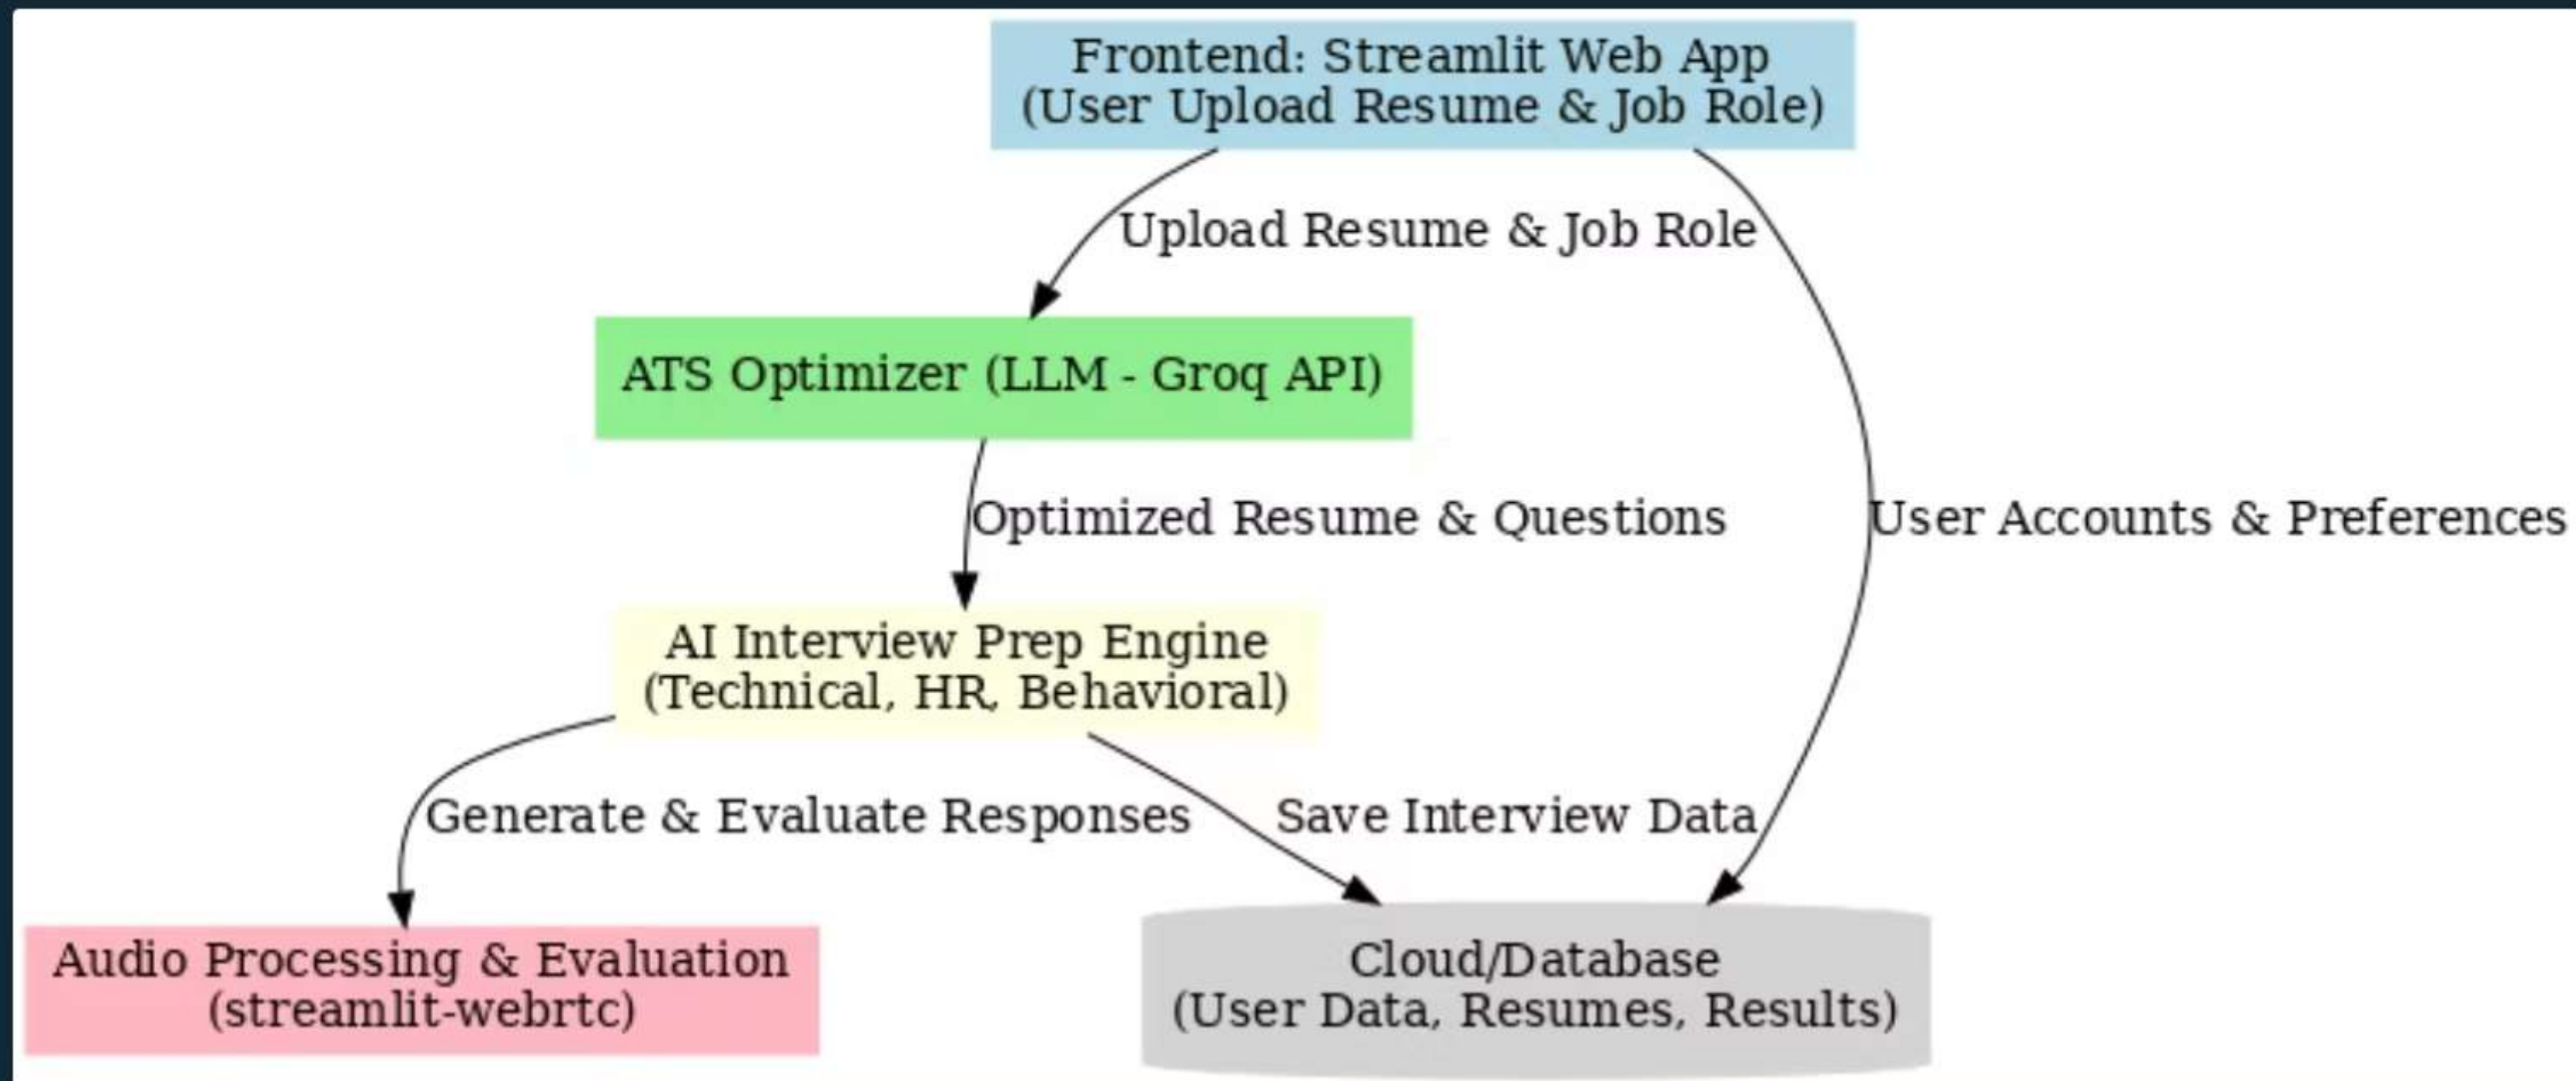 Frontend: Streamlit Web App
(User Upload Resume & Job Role)
Upload Resume & Job Role
ATS Optimizer (LLM - Groq API)
Optimized Resume & Questions
User Accounts & Preferences
AI Interview Prep Engine
(Technical, HR, Behavioral)
Generate & Evaluate Responses
Save Interview Data
Audio Processing & Evaluation
(streamlit-webrtc)
Cloud/Database
(User Data, Resumes, Results)